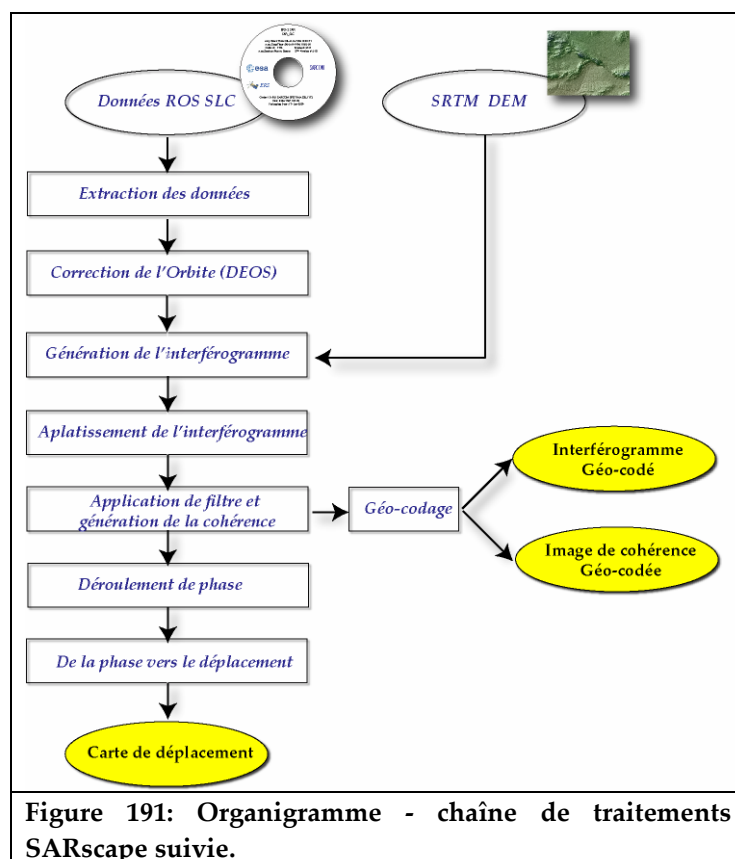 esa
Données ROS SLC
SRTM DEM
Extraction des données
Correction de l'Orbite (DEOS)
Génération de l'interférogramme
Aplatissement de l'interférogramme
Interférogramme
Géo-codé
Application de filtre et
génération de la cohérence
Géo-codage
Image de cohérence
Géo-codée
Déroulement de phase
De la phase vers le déplacement
Carte de déplacement
Figure 191: Organigramme - chaîne de traitements
SARscape suivie.